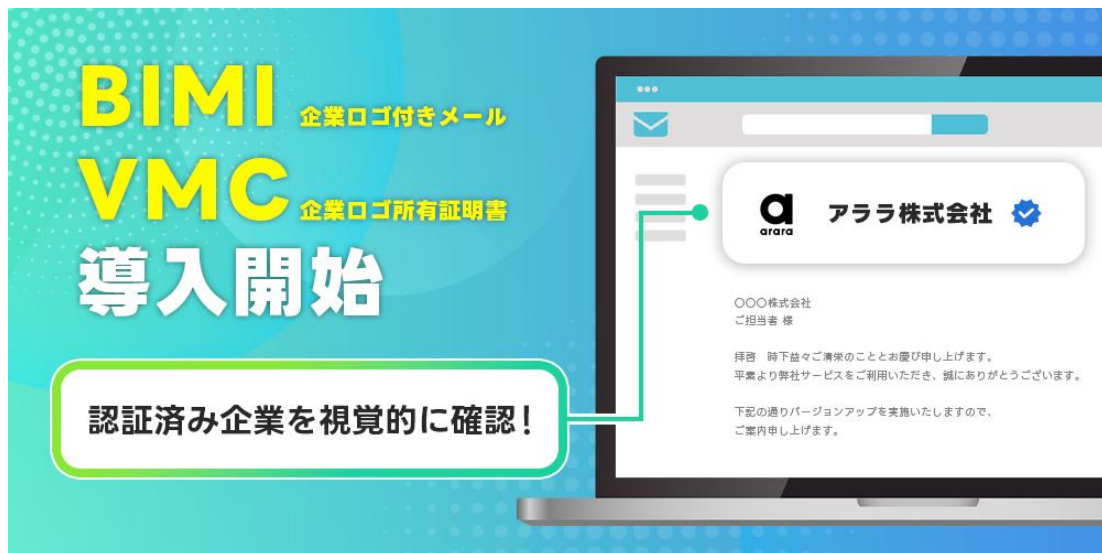 BIMI 企業ロゴ付きメール
VMC 企業ロゴ所有証明書
導入開始
認証済み企業を視覚的に確認!
arara
アララ株式会社
〇〇〇株式会社
ご担当者 様
拝啓　時下益々ご清栄のこととお慶び申し上げます。
平素より弊社サービスをご利用いただき、誠にありがとうございます。
下記の通りバージョンアップを実施いたしますので、
ご案内申し上げます。